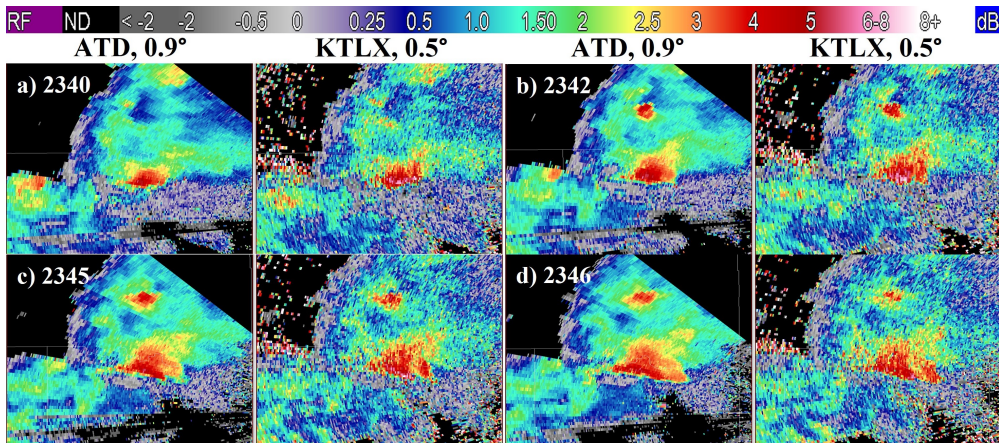 RF ND < -2 -2 -0.5 0 0.25 0.5 1.0 1.50 2 2.5 3 4 5 6-8 8+ dB
ATD, 0.9° KTLX, 0.5° ATD, 0.9° KTLX, 0.5°
a) 2340 b) 2342
c) 2345 d) 2346